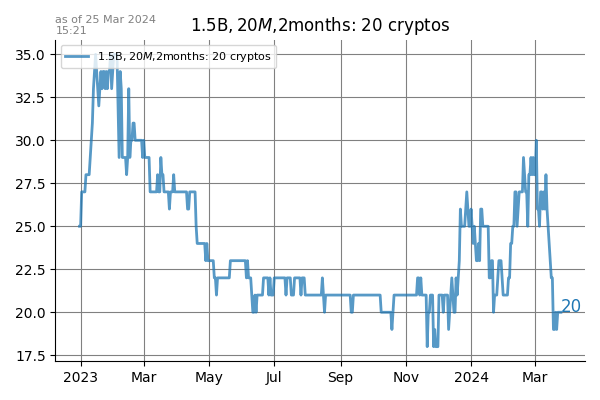 as of 25 Mar 2024
15:21
1.5B, 20M,2months: 20 cryptos
1.5B, 20M,2months: 20 cryptos
35.0
32.5
30.0
27.5
25.0
22.5
20.0
17.5
20
2023
Mar
May
Jul
Sep
Nov
2024
Mar